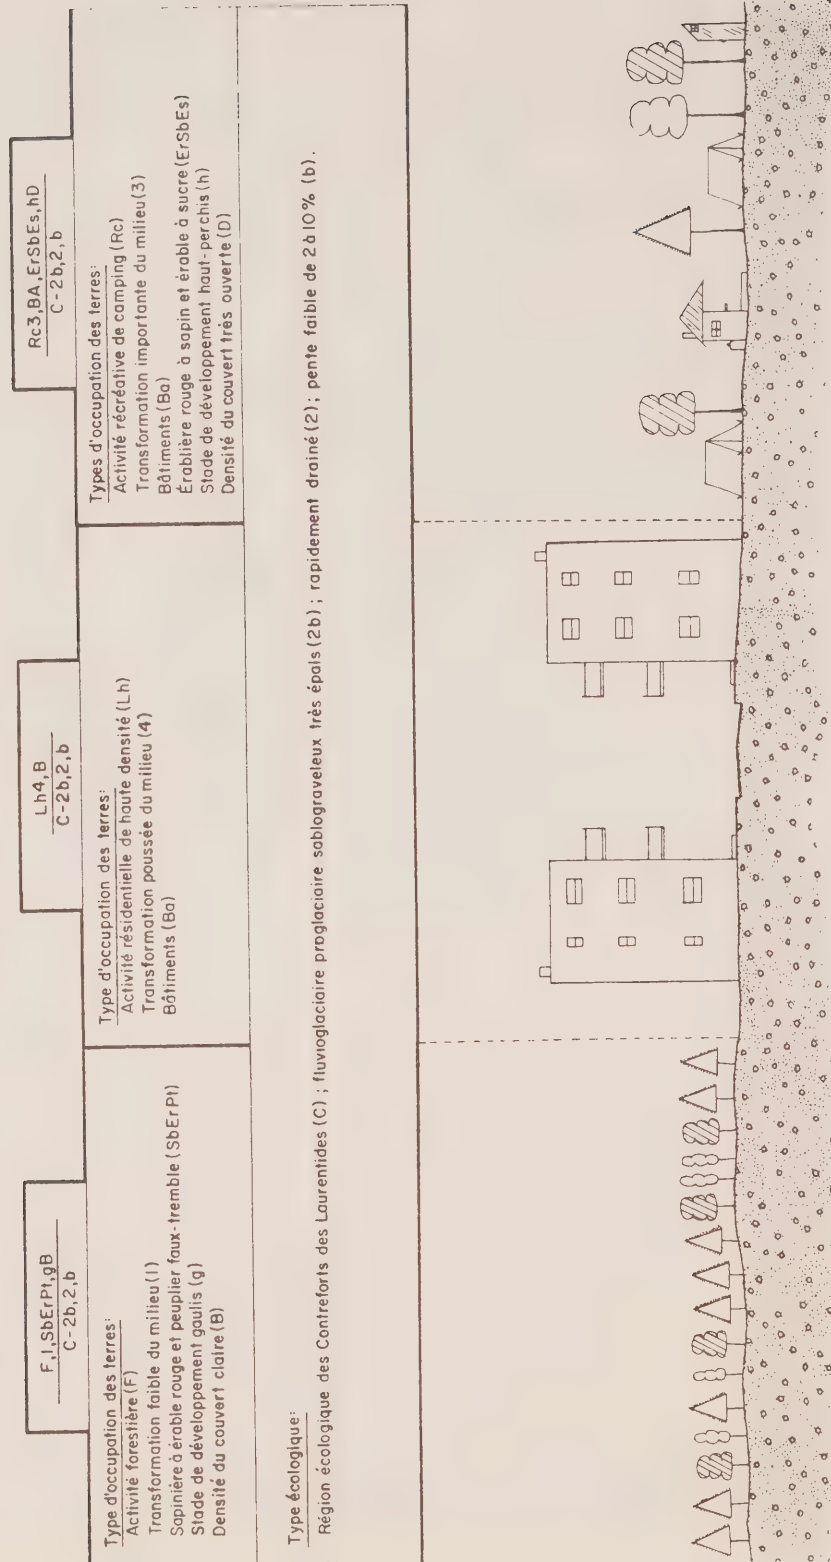 F,1,SbErPt,gB
C-2b,2,b
Type d'occupation des terres:
Activité forestière (F)
Transformation faible du milieu (1)
Sapinière à érable rouge et peuplier faux-tremble (SbErPt)
Stade de développement gaulis (g)
Densité du couvert claire (B)
Lh4,B
C-2b,2,b
Type d'occupation des terres:
Activité résidentielle de haute densité (Lh)
Transformation poussée du milieu (4)
Bâtiments (Ba)
Rc3,BA,ErSbEs,hD
C-2b,2,b
Types d'occupation des terres:
Activité récréative de camping (Rc)
Transformation importante du milieu (3)
Bâtiments (Ba)
Érablière rouge à sapin et érable à sucre (ErSbEs)
Stade de développement haut-perchis (h)
Densité du couvert très ouverte (D)
Type écologique:
Région écologique des Contreforts des Laurentides (C) ; fluvioglaciaire proglaciaire sablograveleux très épais (2b) ; rapidement drainé (2); pente faible de 2 à 10% (b).